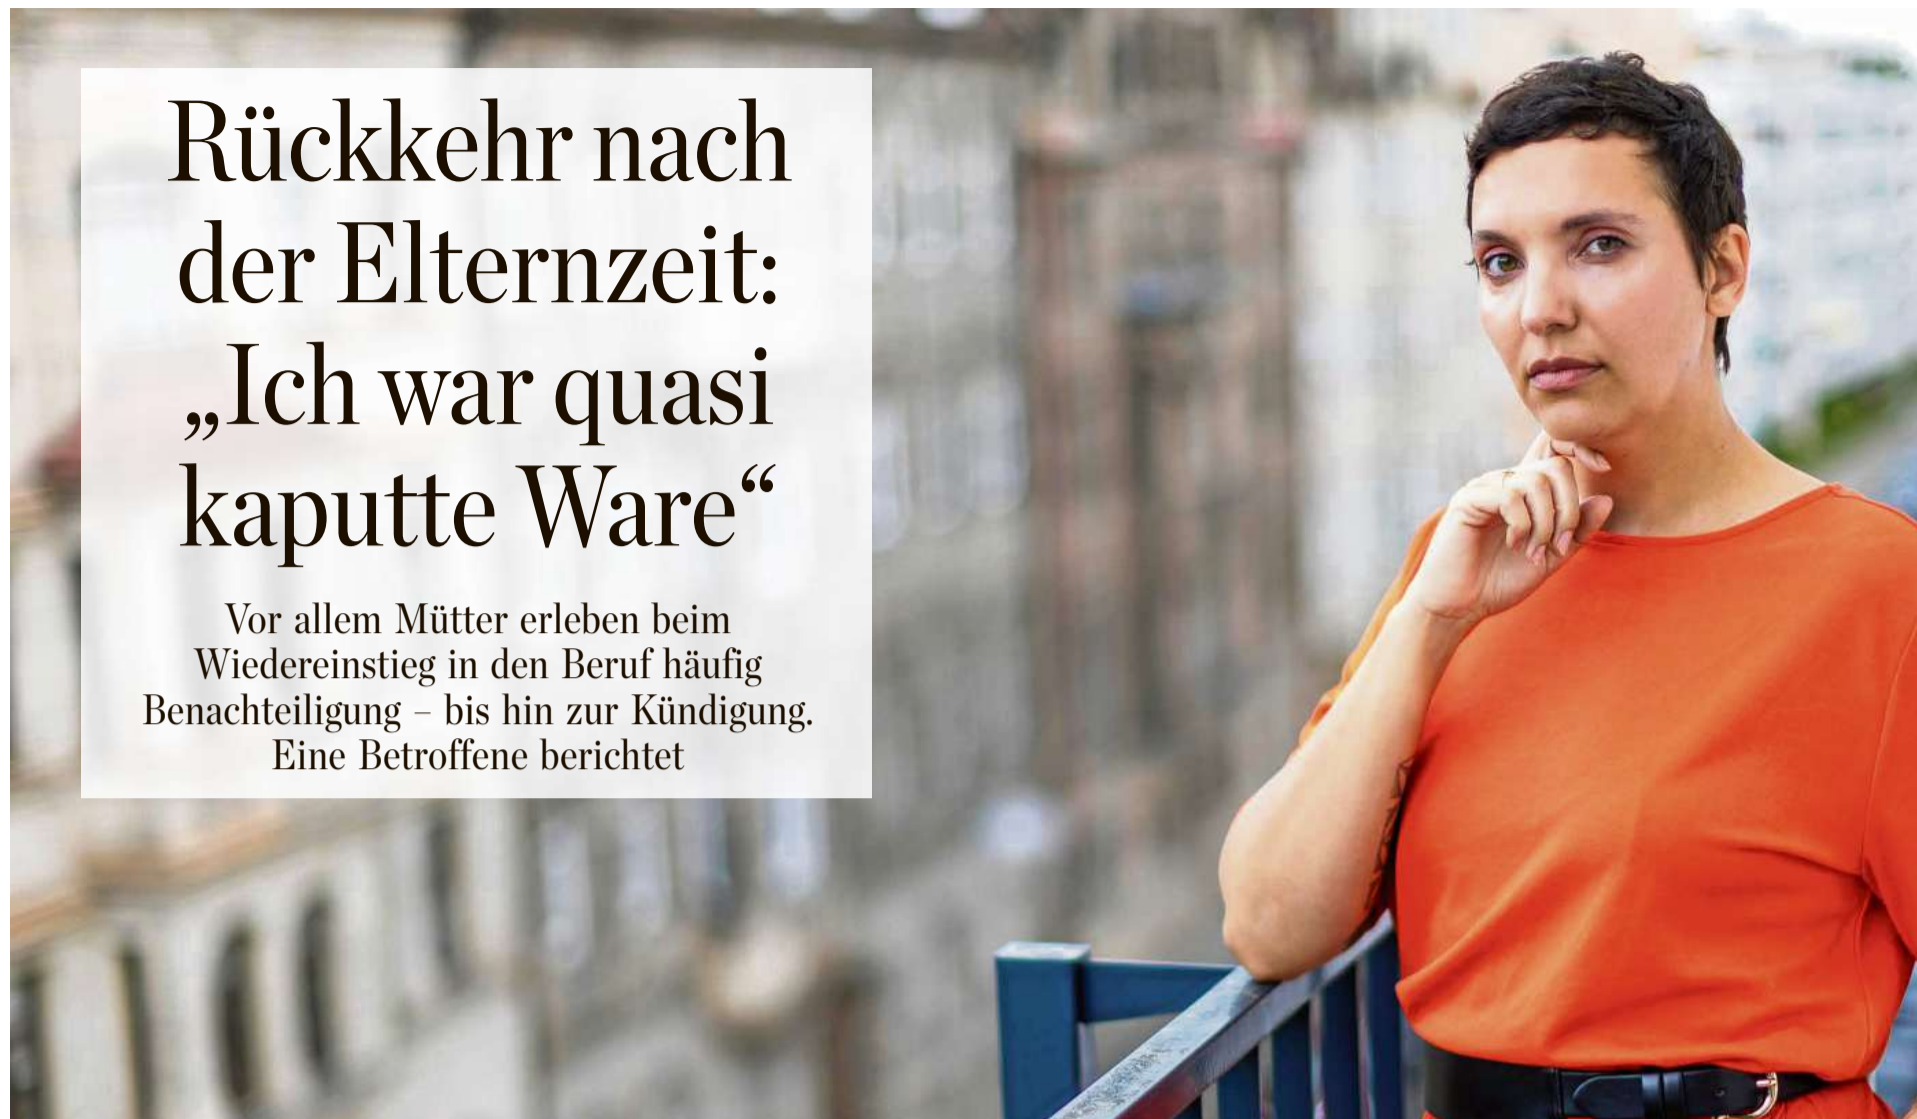 Rückkehr nach
der Elternzeit:
„Ich war quasi
kaputte Ware“
Vor allem Mütter erleben beim
Wiedereinstieg in den Beruf häufig
Benachteiligung – bis hin zur Kündigung.
Eine Betroffene berichtet